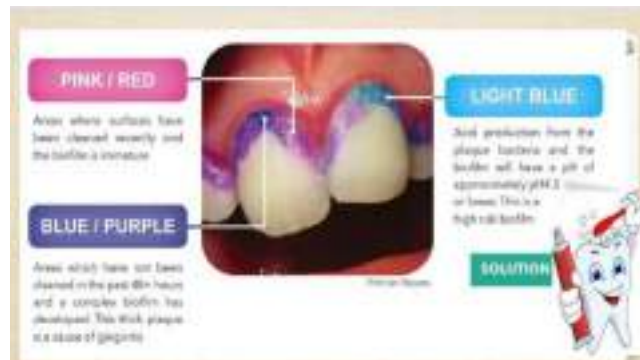 PINK / RED
Areas where surfaces have
been cleaned recently and
the biofilm is immature
BLUE / PURPLE
Areas which have not been
cleaned in the past 48+ hours
and a complex biofilm has
developed. This thick plaque
is a cause of gingivitis
LIGHT BLUE
Acid production from the
plaque bacteria and the
biofilm will have a pH of
approximately pH4.5
or lower. This is a
high risk biofilm
SOLUTION